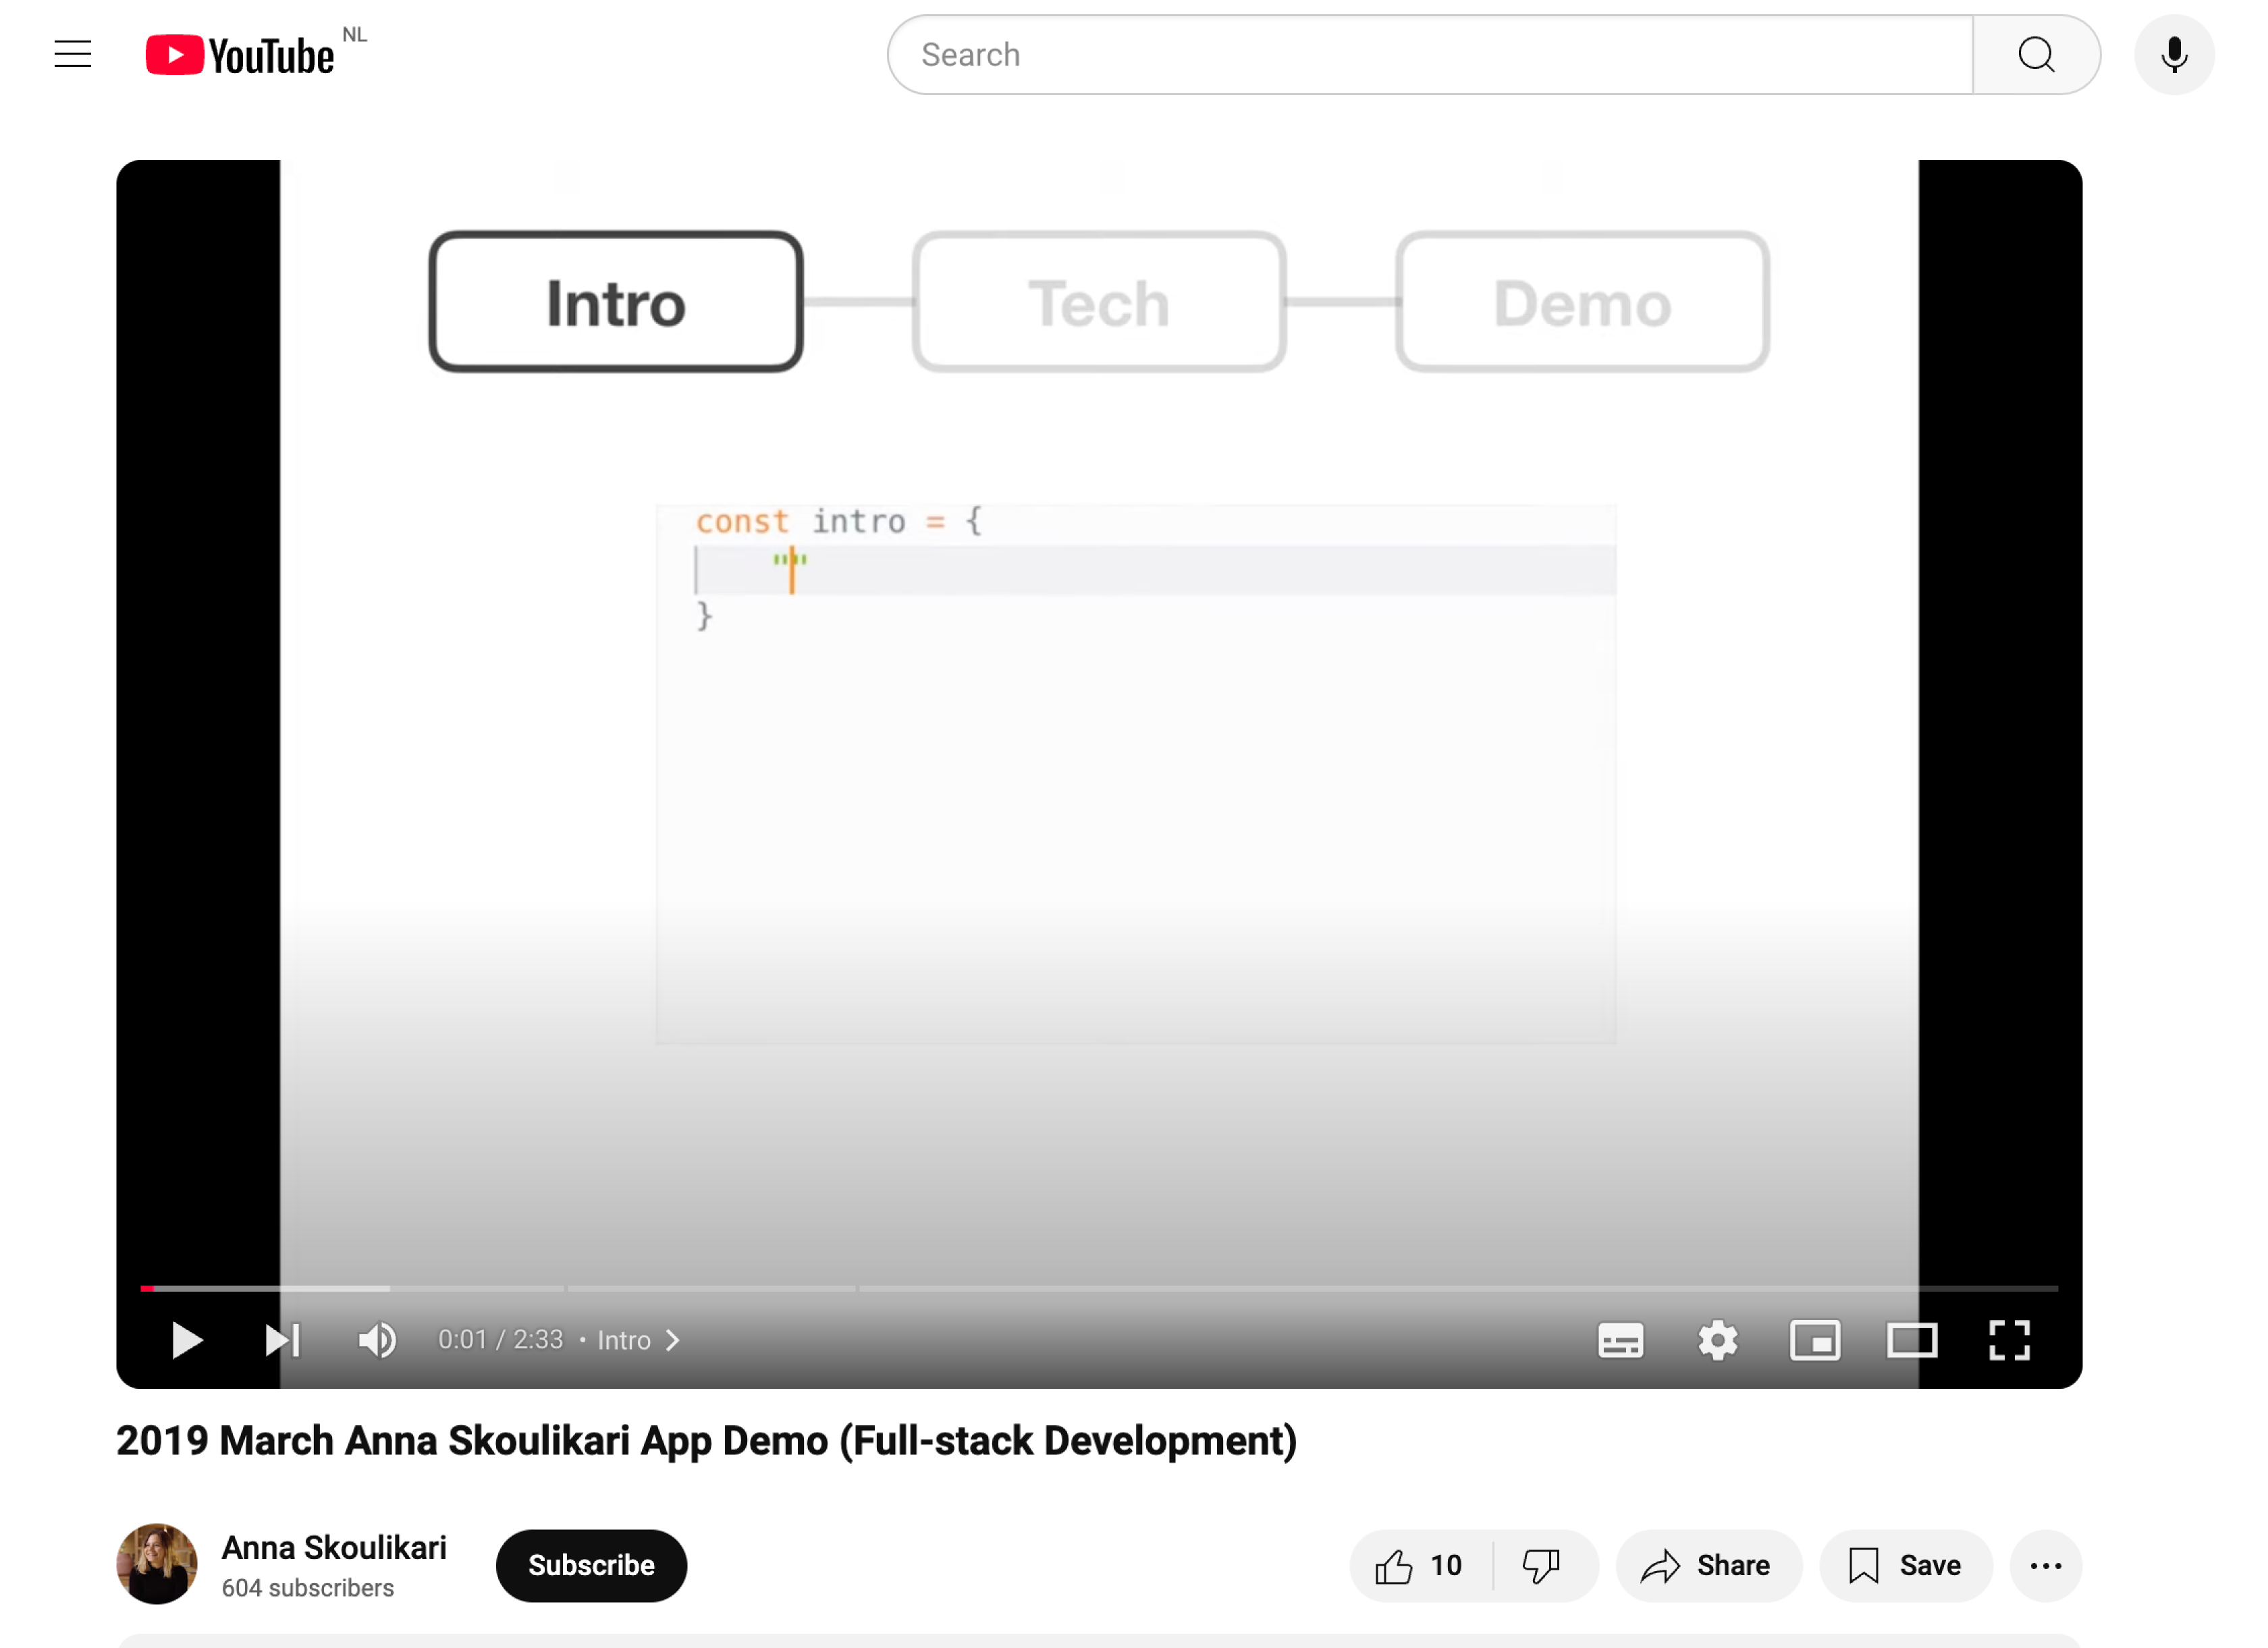 YouTube NL
Search
Intro
Tech
Demo
const intro = {
""
}
0:01 / 2:33 • Intro
2019 March Anna Skoulikari App Demo (Full-stack Development)
Anna Skoulikari
604 subscribers
Subscribe
10
Share
Save